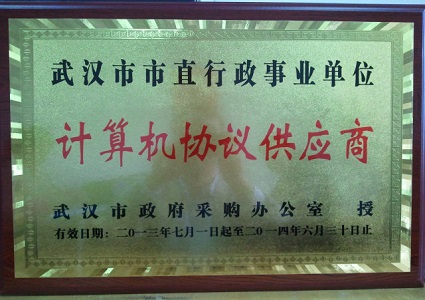 武汉市市直行政事业单位
计算机协议供应商
武汉市政府采购办公室 授
有效日期：二〇一三年七月一日起至二〇一四年六月三十日止